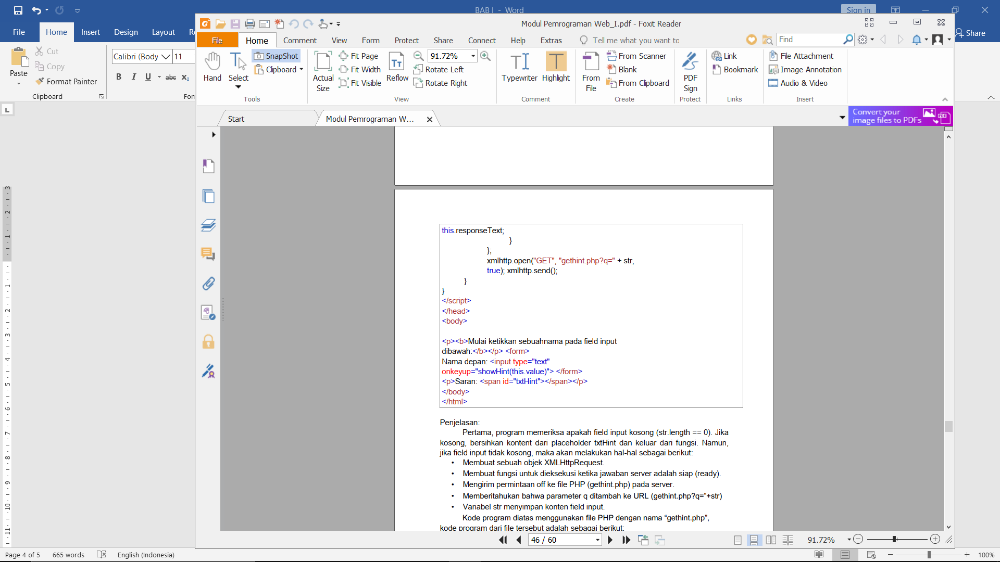 BAB I - Word
Sign in
File
Home
Insert
Design
Layout
Share
Cut
Copy
Paste
Format Painter
Clipboard
Calibri (Body
11
B I U abc X₂
Modul Pemrograman Web_I.pdf - Foxit Reader
File
Home
Comment
View
Form
Protect
Share
Connect
Help
Extras
Tell me what you want to
Find
Hand
Select
SnapShot
Clipboard
Tools
Actual
Size
Fit Page
Fit Width
Fit Visible
Reflow
91.72%
Rotate Left
Rotate Right
View
Typewriter
Highlight
Comment
From
File
From Scanner
Blank
From Clipboard
Create
PDF
Sign
Protect
Link
Bookmark
Links
File Attachment
Image Annotation
Audio & Video
Insert
Start
Modul Pemrograman W...
Convert your
image files to PDFs
this.responseText;
}
};
xmlhttp.open("GET", "gethint.php?q=" + str,
true); xmlhttp.send();
}
}
</script>
</head>
<body>
<p><b>Mulai ketikkan sebuahnama pada field input
dibawah:</b></p> <form>
Nama depan: <input type="text"
onkeyup="showHint(this.value)"> </form>
<p>Saran: <span id="txtHint"></span></p>
</body>
</html>
Penjelasan:
Pertama, program memeriksa apakah field input kosong (str.length == 0). Jika
kosong, bersihkan kontent dari placeholder txtHint dan keluar dari fungsi. Namun,
jika field input tidak kosong, maka akan melakukan hal-hal sebagai berikut:
• Membuat sebuah objek XMLHttpRequest.
• Membuat fungsi untuk dieksekusi ketika jawaban server adalah siap (ready).
• Mengirim permintaan off ke file PHP (gethint.php) pada server.
• Memberitahukan bahwa parameter q ditambah ke URL (gethint.php?q=”+str)
• Variabel str menyimpan konten field input.
Kode program diatas menggunakan file PHP dengan nama “gethint.php”,
kode program dari file tersebut adalah sebagai berikut:
46 / 60
91.72%
Page 4 of 5
665 words
English (Indonesia)
100%